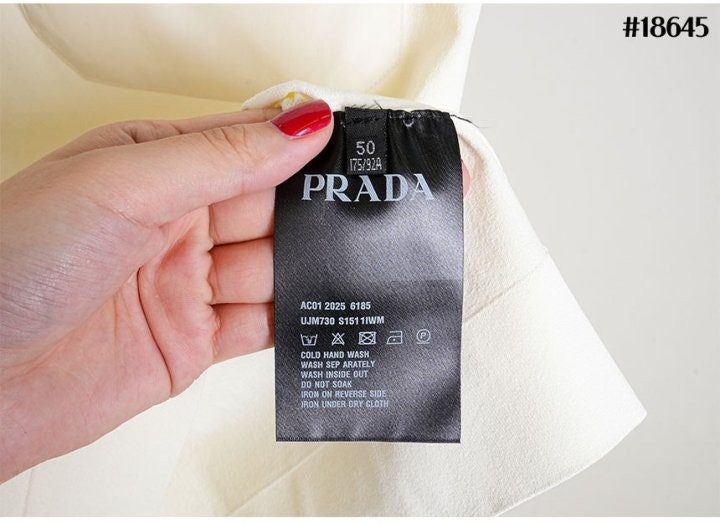 #18645
50
175/92A
PRADA
AC01 2025 6185
UJM730 S1511IWM
COLD HAND WASH
WASH SEP ARATELY
WASH INSIDE OUT
DO NOT SOAK
IRON ON REVERSE SIDE
IRON UNDER DRY CLOTH